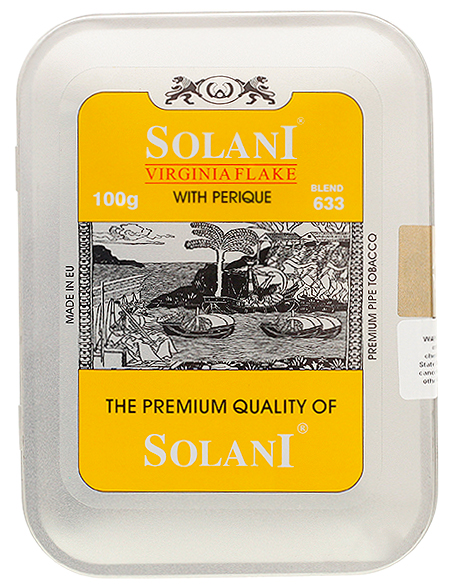 SOLANI®
VIRGINIA FLAKE
WITH PERIQUE
100g
BLEND
633
MADE IN EU
PREMIUM PIPE TOBACCO
THE PREMIUM QUALITY OF
SOLANI®
State